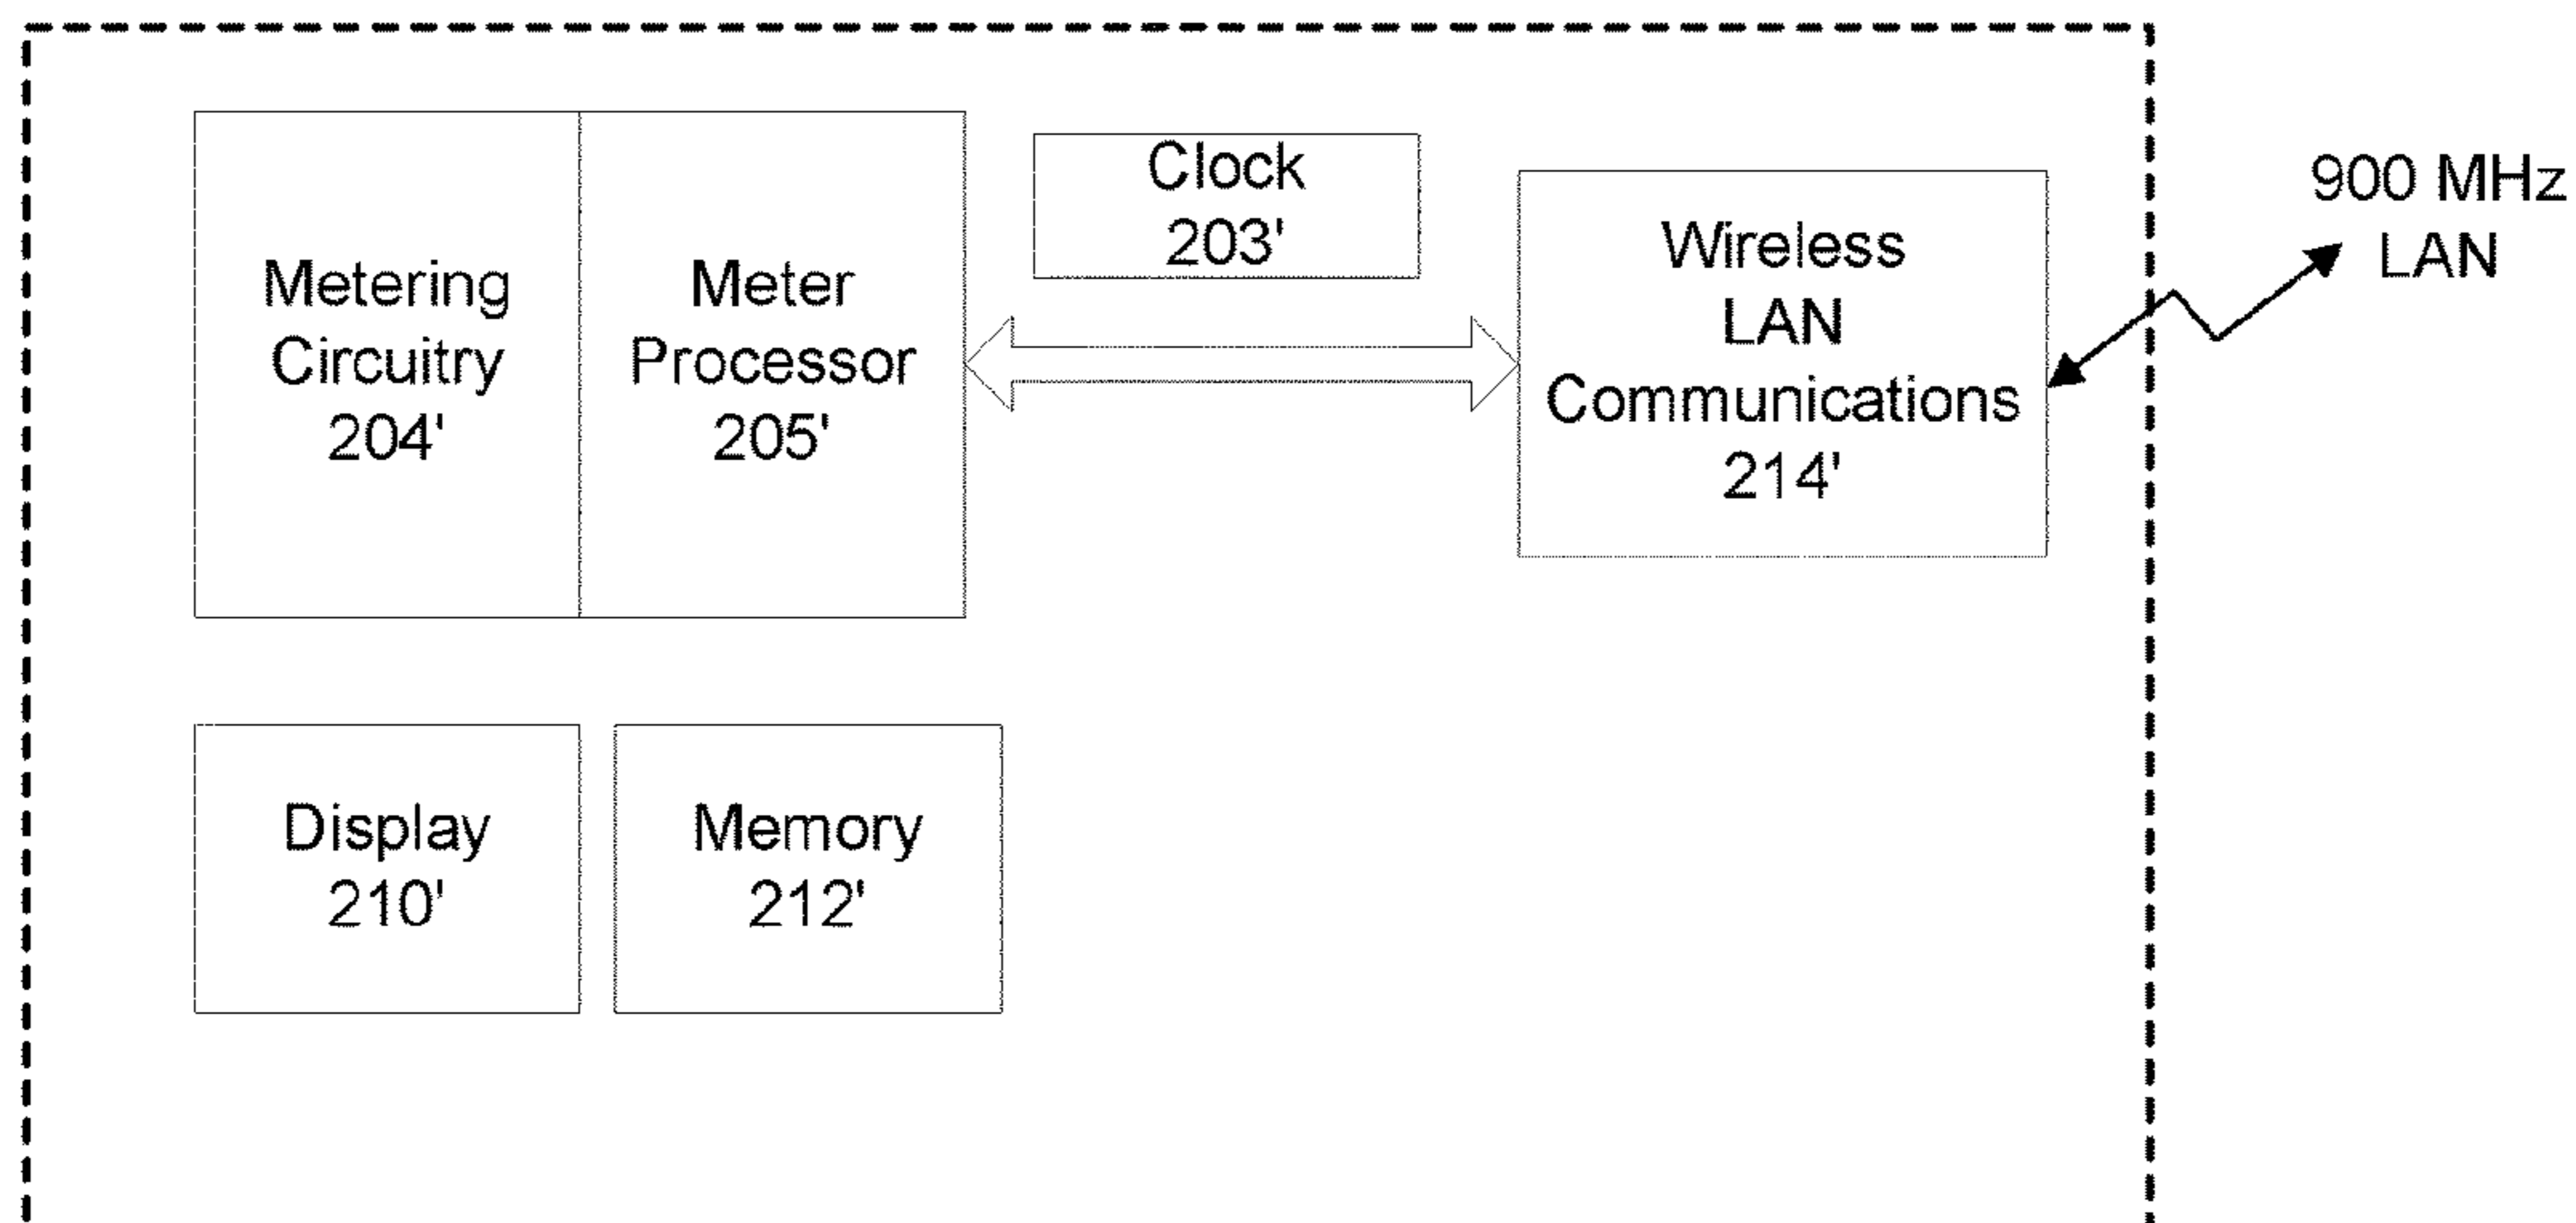 Metering
Circuitry
204'
Meter
Processor
205'
Clock
203'
Wireless
LAN
Communications
214'
900 MHz
LAN
Display
210'
Memory
212'